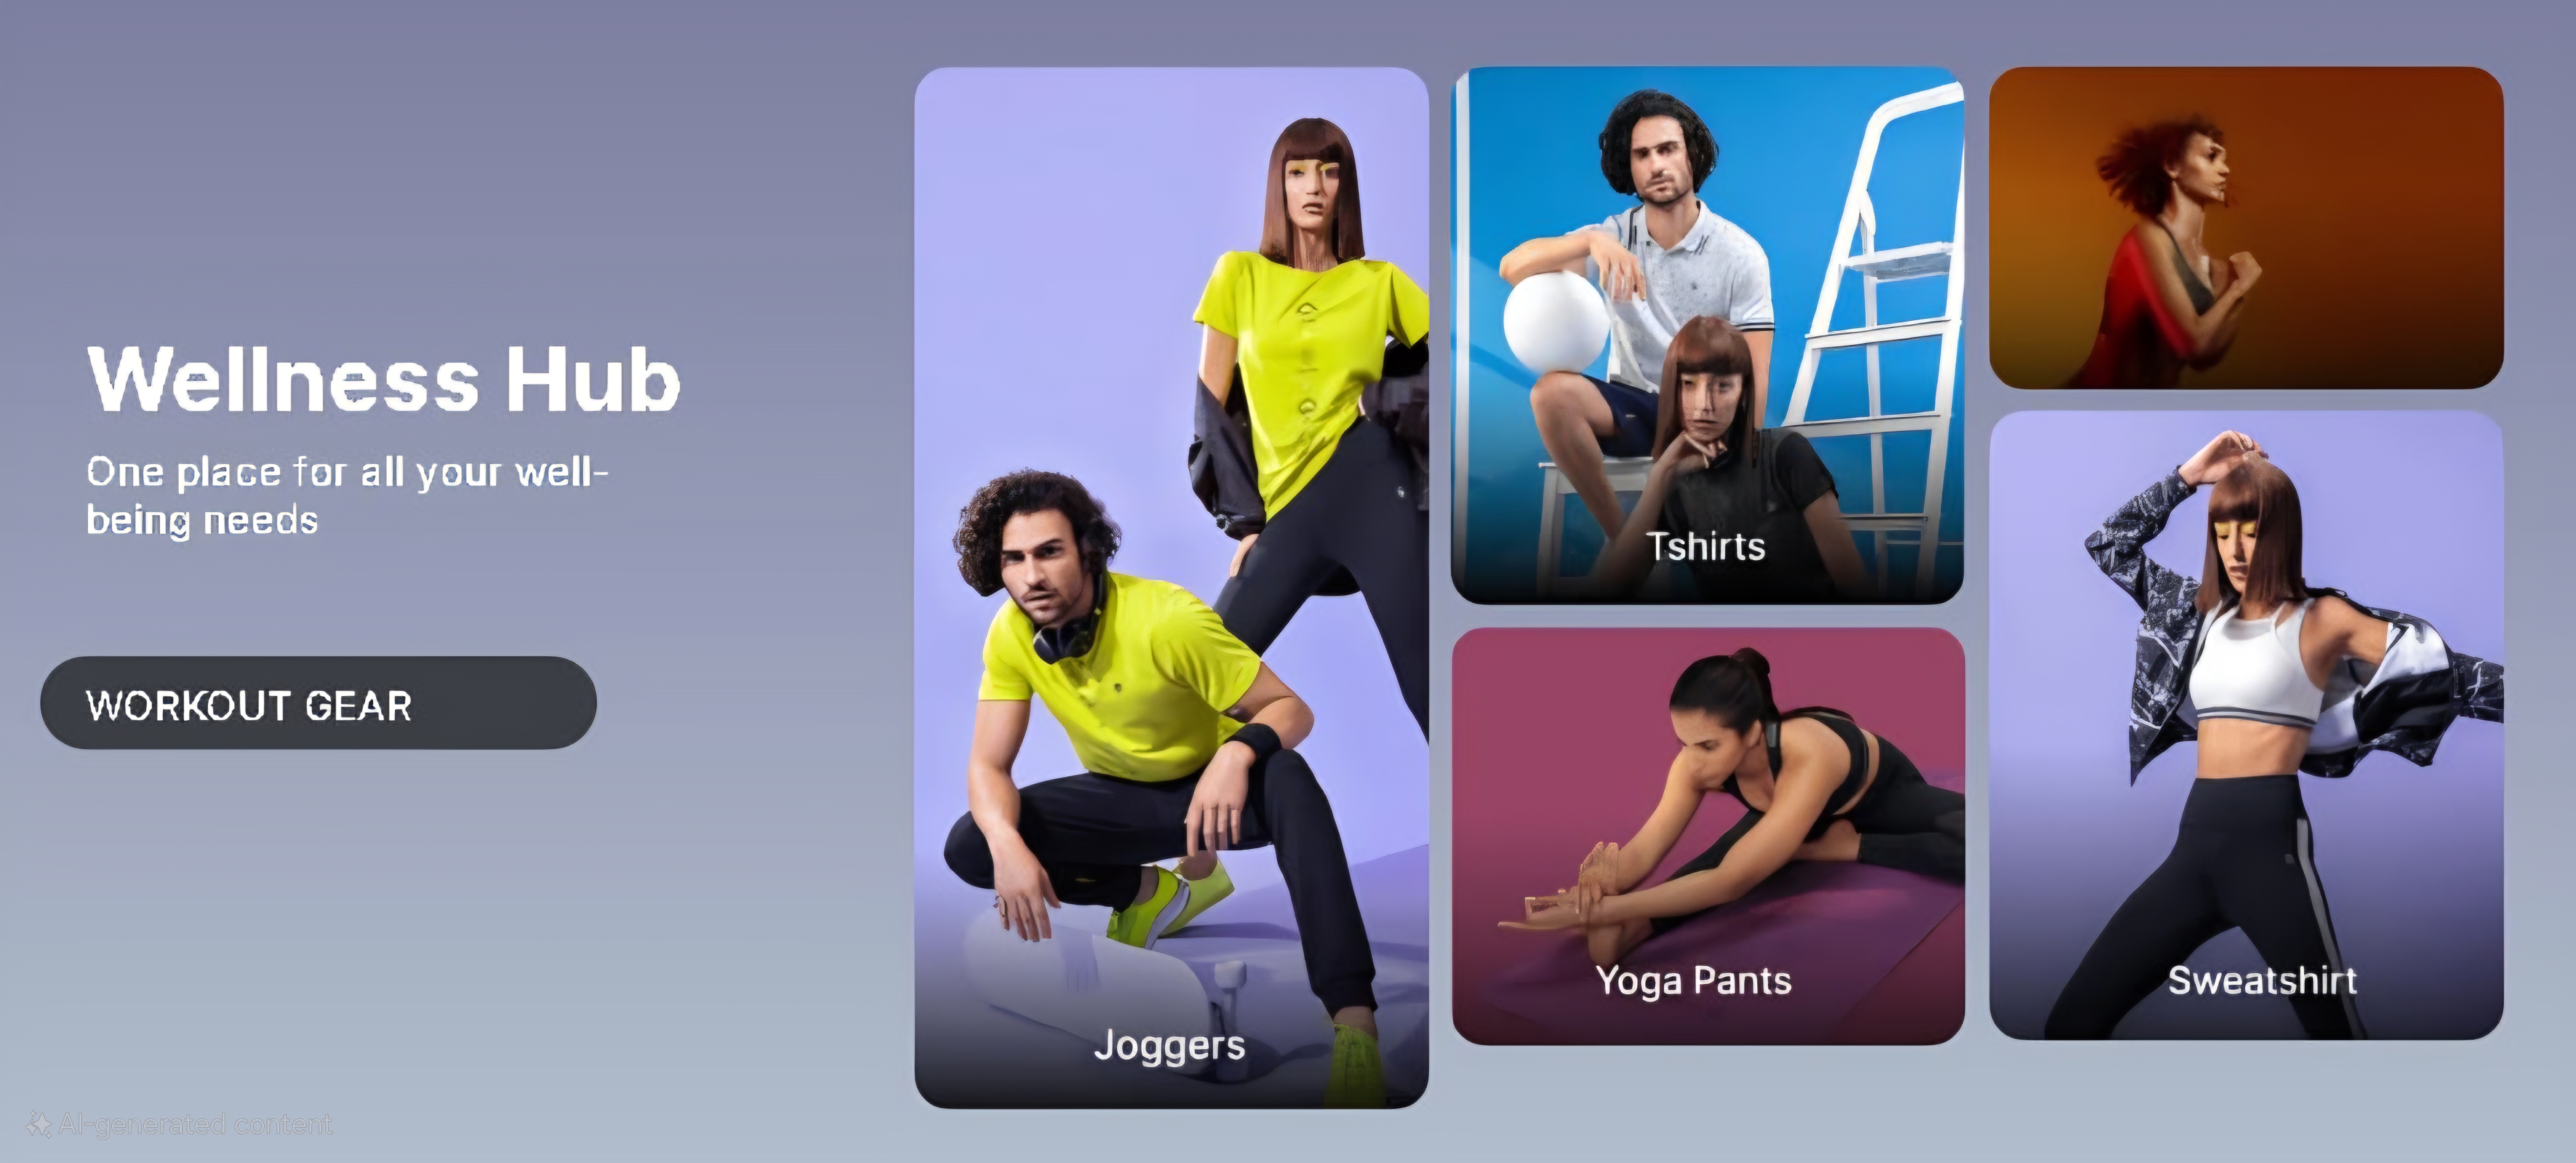 Wellness Hub
One place for all your well-
being needs
WORKOUT GEAR
Joggers
Tshirts
Yoga Pants
Sweatshirt
AI-generated content